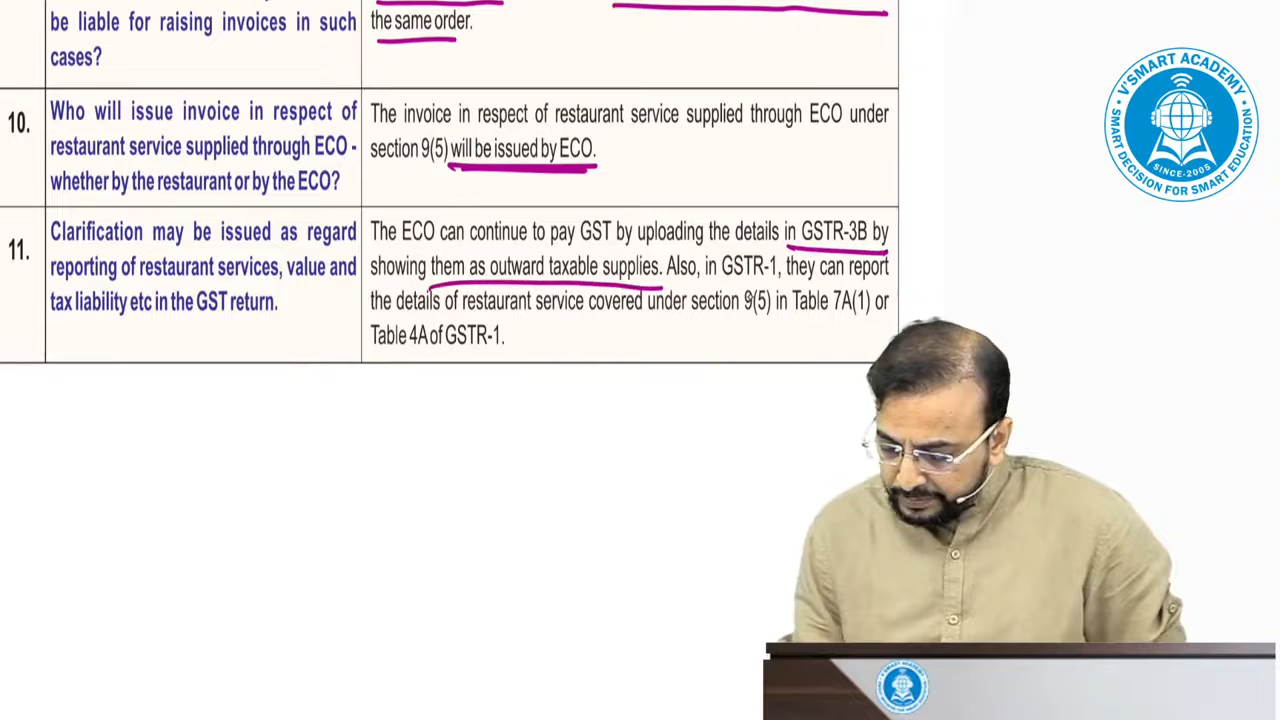 be liable for raising invoices in such
cases?
the same order.
10.
Who will issue invoice in respect of
restaurant service supplied through ECO -
whether by the restaurant or by the ECO?
The invoice in respect of restaurant service supplied through ECO under
section 9(5) will be issued by ECO.
11.
Clarification may be issued as regard
reporting of restaurant services, value and
tax liability etc in the GST return.
The ECO can continue to pay GST by uploading the details in GSTR-3B by
showing them as outward taxable supplies. Also, in GSTR-1, they can report
the details of restaurant service covered under section 9(5) in Table 7A(1) or
Table 4A of GSTR-1.
V'SMART ACADEMY
SMART DECISION FOR SMART EDUCATION
SINCE-2005
V'SMART ACADEMY